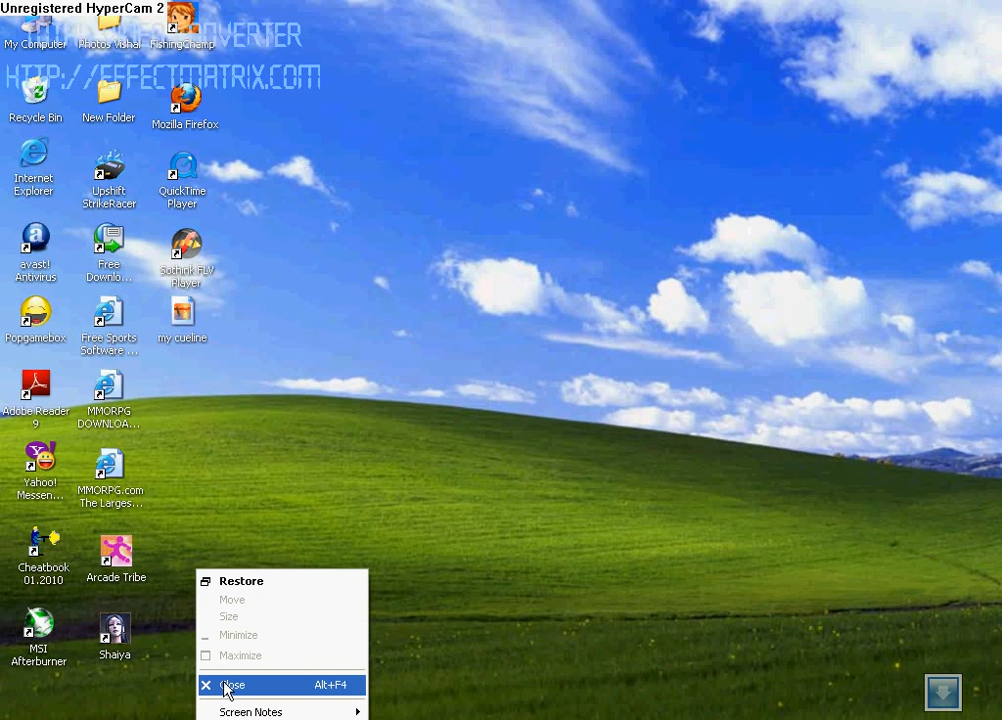 Unregistered HyperCam 2
HTTP://EFFECTMATRIX.COM
My Computer
Photos Vishal
FishingChamp
Recycle Bin
New Folder
Mozilla Firefox
Internet
Explorer
Upshift
StrikeRacer
QuickTime
Player
avast!
Antivirus
Free
Downlo...
Sothink FLV
Player
Popgamebox
Free Sports
Software ...
my cueline
Adobe Reader
9
MMORPG
DOWNLOA...
Yahoo!
Messen...
MMORPG.com
The Larges...
Cheatbook
01.2010
Arcade Tribe
MSI
Afterburner
Shaiya
Restore
Move
Size
Minimize
Maximize
Close Alt+F4
Screen Notes